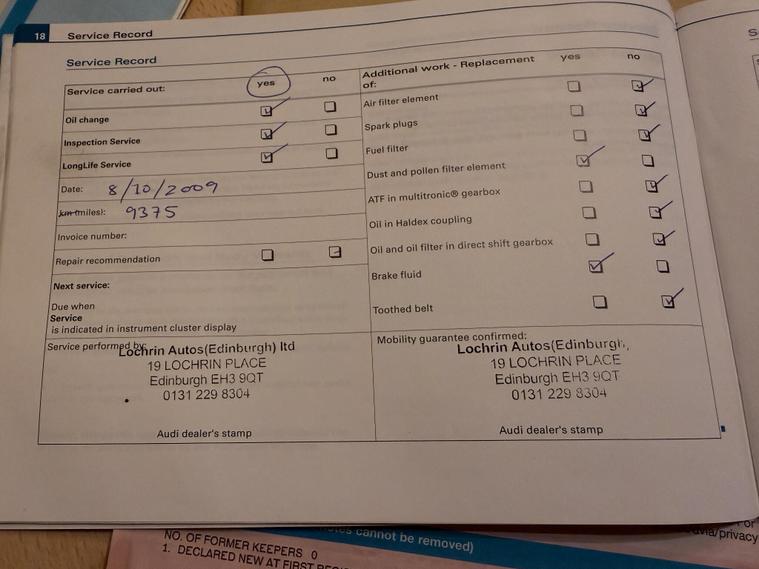 18 Service Record
Service Record
Service carried out: yes no
Oil change
Inspection Service
LongLife Service
Date: 8/10/2009
km (miles): 9375
Invoice number:
Repair recommendation
Next service:
Due when
Service
is indicated in instrument cluster display
Service performed by:
Lochrin Autos(Edinburgh) ltd
19 LOCHRIN PLACE
Edinburgh EH3 9QT
0131 229 8304
Audi dealer's stamp
Additional work - Replacement yes no
of:
Air filter element
Spark plugs
Fuel filter
Dust and pollen filter element
ATF in multitronic® gearbox
Oil in Haldex coupling
Oil and oil filter in direct shift gearbox
Brake fluid
Toothed belt
Mobility guarantee confirmed:
Lochrin Autos(Edinburgh)
19 LOCHRIN PLACE
Edinburgh EH3 9QT
0131 229 8304
Audi dealer's stamp
cannot be removed)
or
/privacy
NO. OF FORMER KEEPERS 0
1. DECLARED NEW AT FIRST